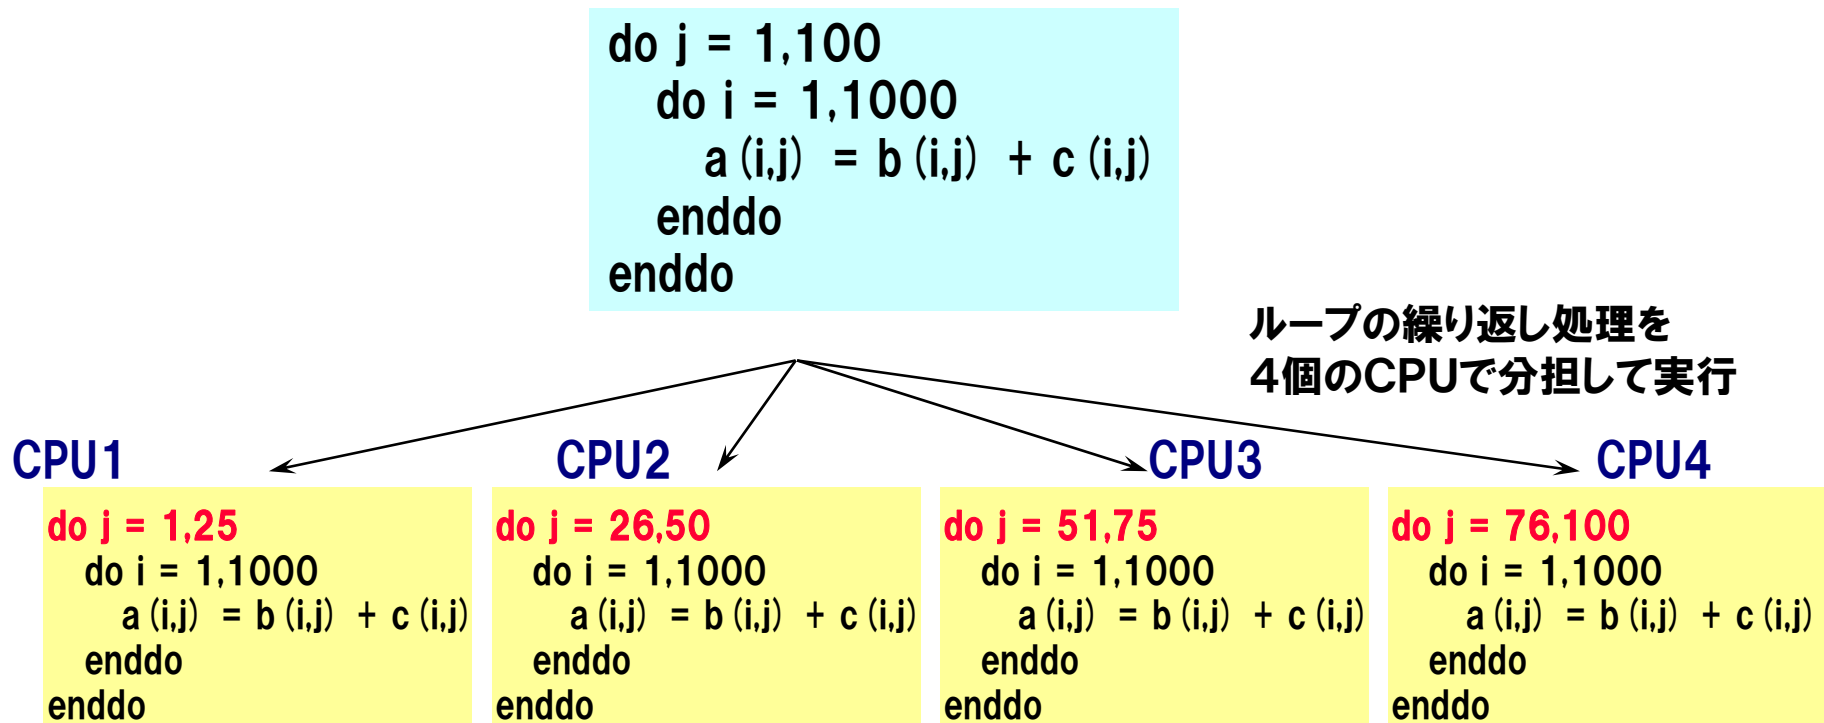 do j = 1,100
do i = 1,1000
a(i,j) = b(i,j) + c(i,j)
enddo
enddo
ループの繰り返し処理を
4個のCPUで分担して実行
CPU1
do j = 1,25
do i = 1,1000
a(i,j) = b(i,j) + c(i,j)
enddo
enddo
CPU2
do j = 26,50
do i = 1,1000
a(i,j) = b(i,j) + c(i,j)
enddo
enddo
CPU3
do j = 51,75
do i = 1,1000
a(i,j) = b(i,j) + c(i,j)
enddo
enddo
CPU4
do j = 76,100
do i = 1,1000
a(i,j) = b(i,j) + c(i,j)
enddo
enddo